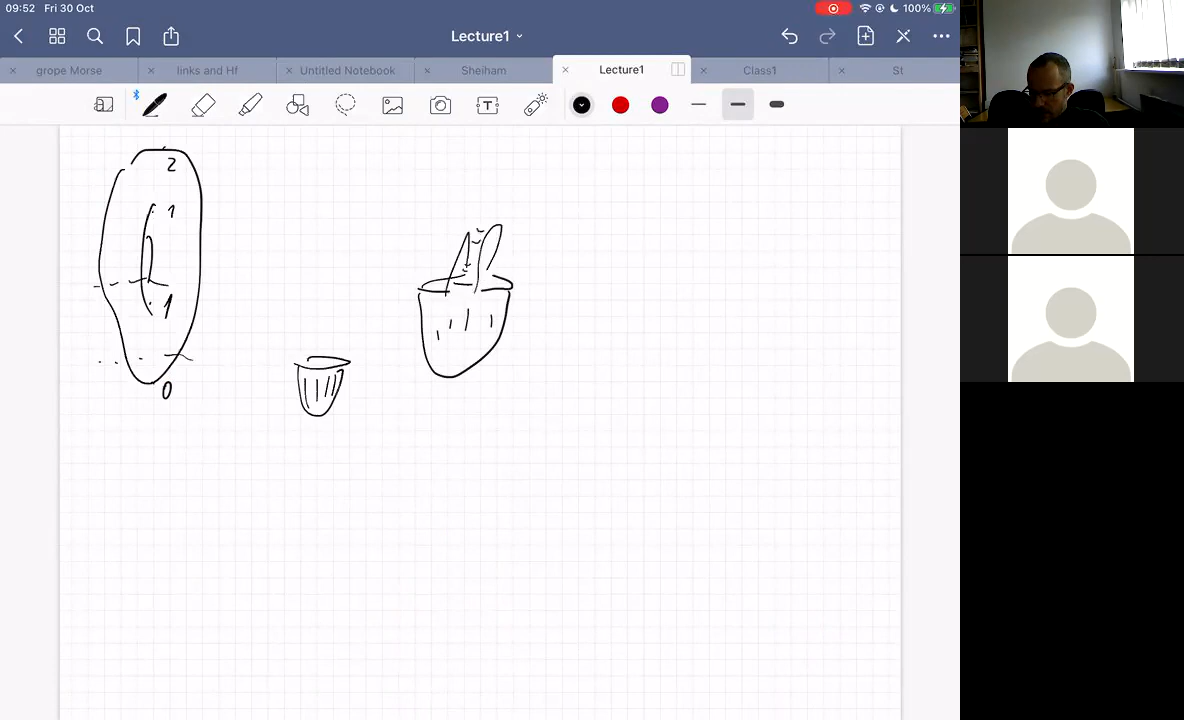 09:52 Fri 30 Oct 100%
Lecture1
grope Morse links and Hf Untitled Notebook Sheiham Lecture1 Class1 St
T
2
1
1
0